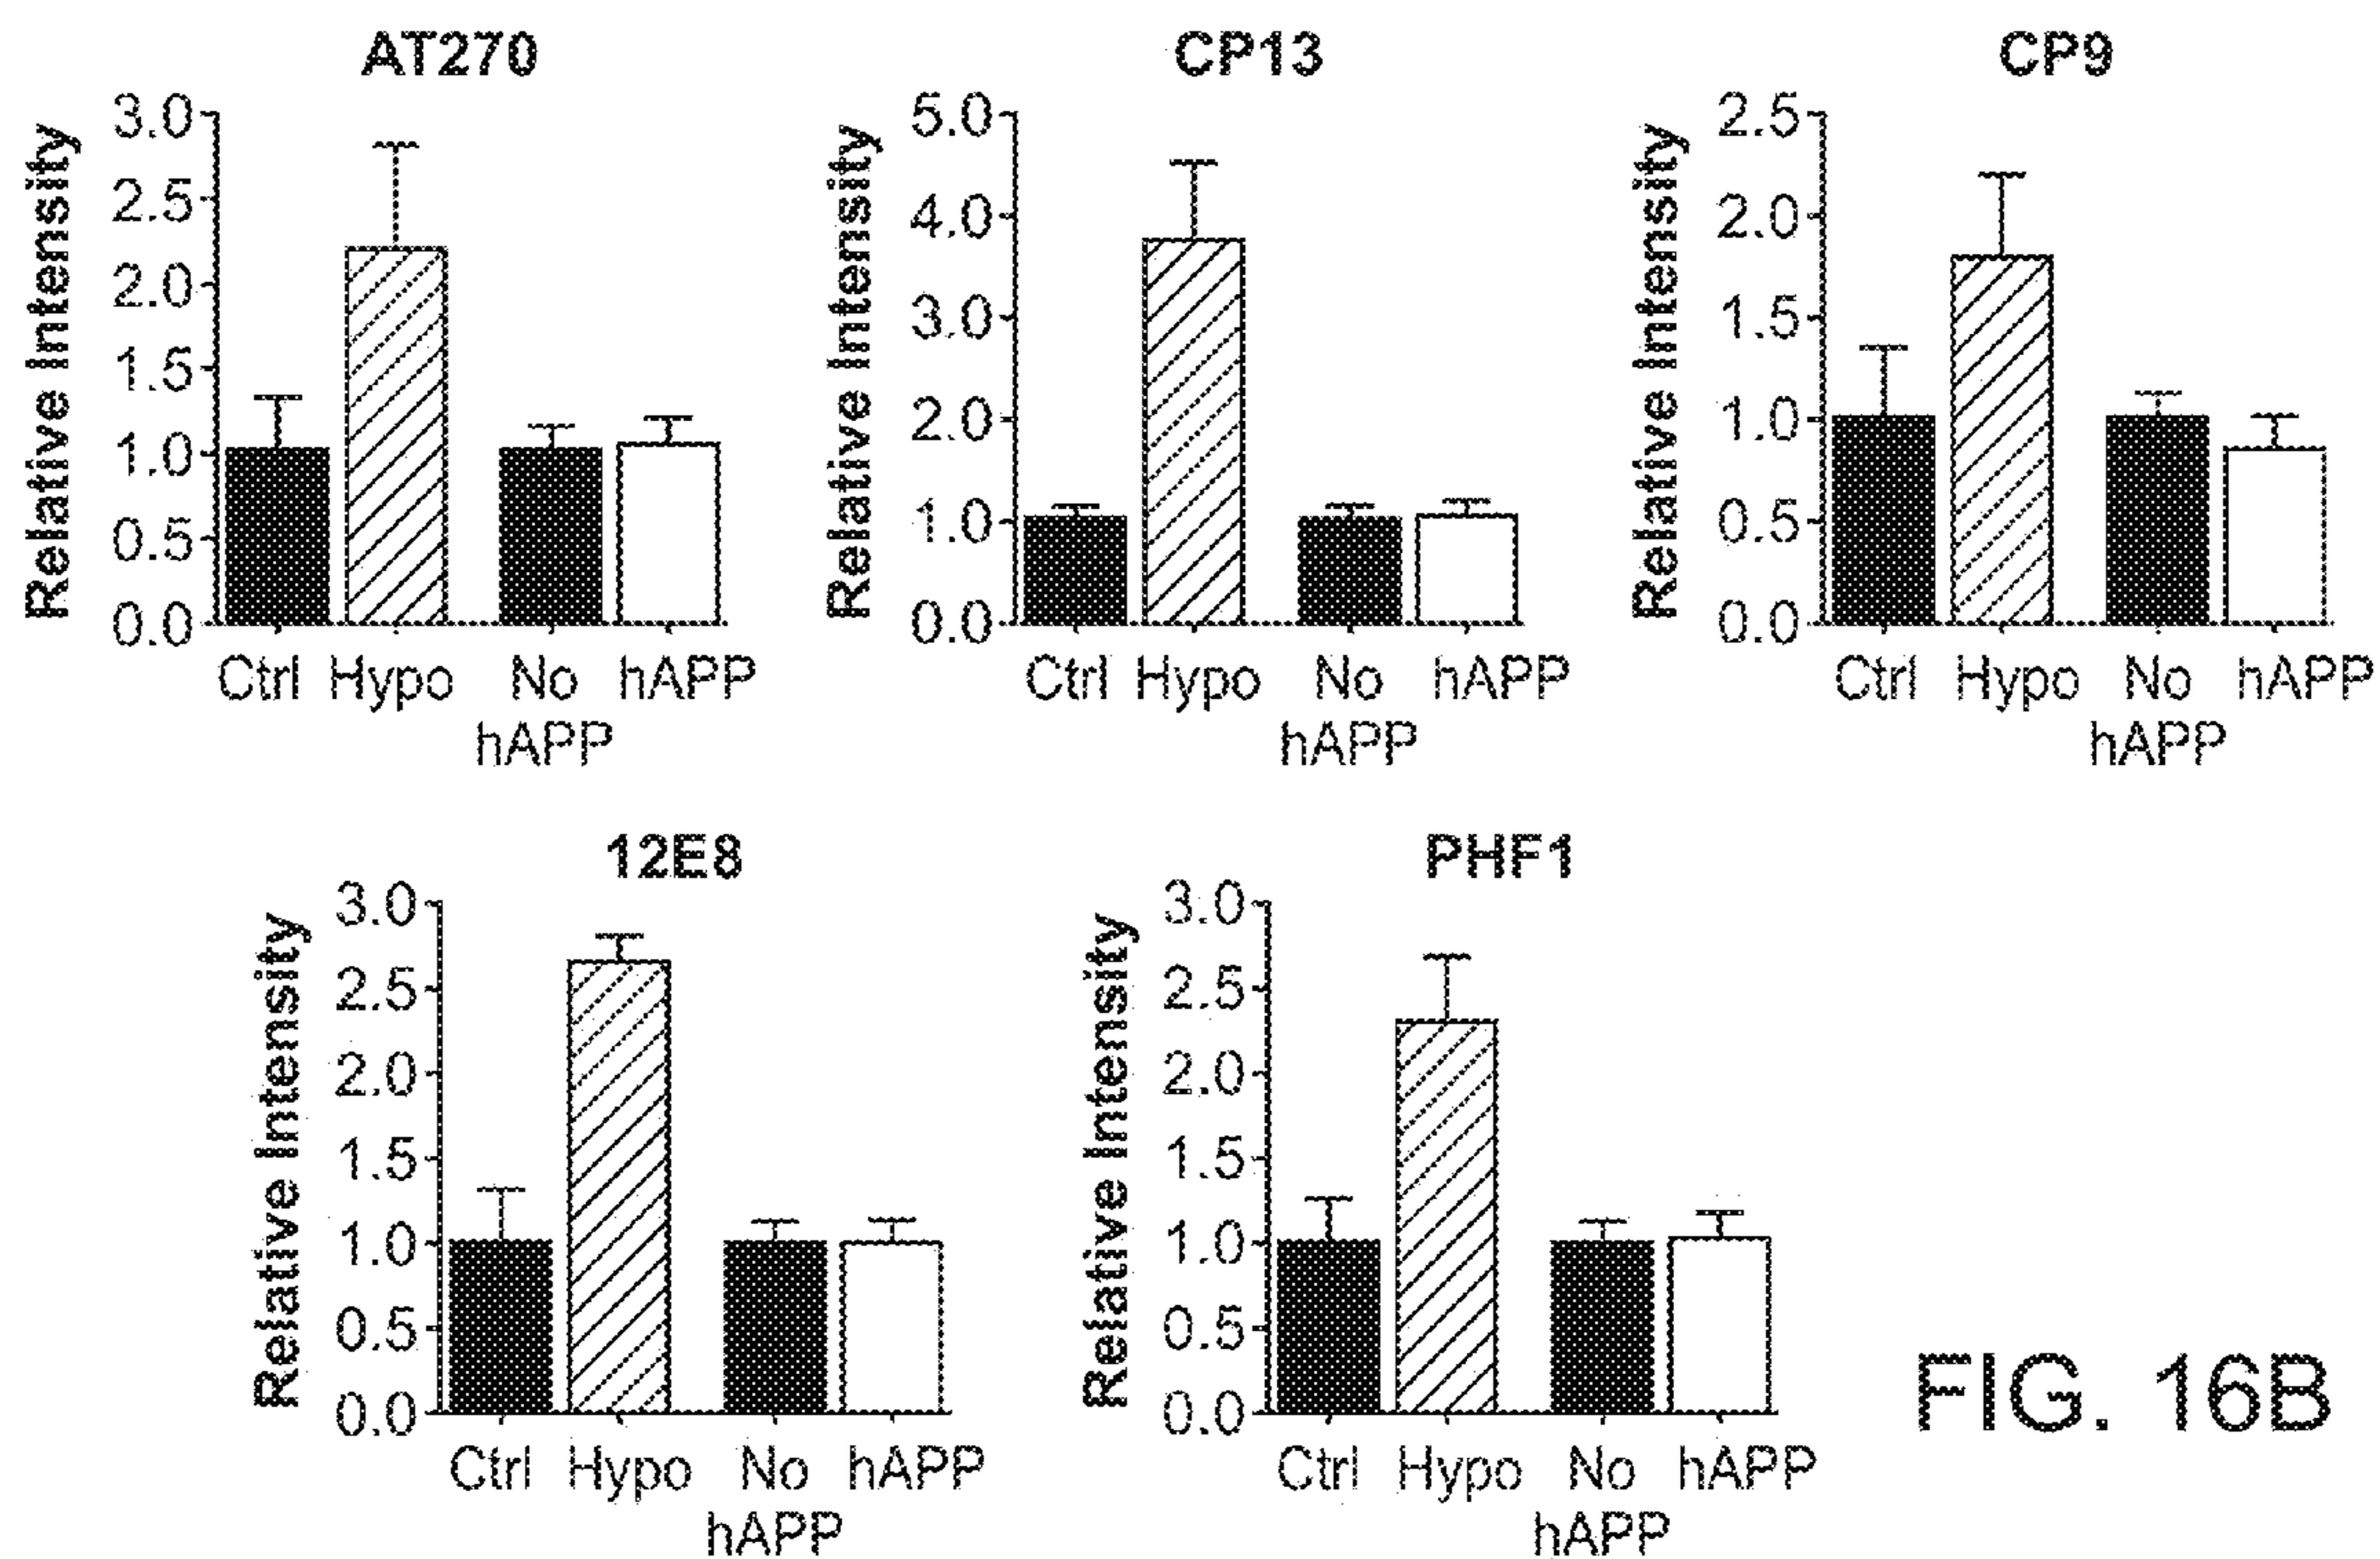 AT270
Relative Intensity
3.0
2.5
2.0
1.5
1.0
0.5
0.0
Ctrl Hypo No hAPP
hAPP
CP13
Relative Intensity
5.0
4.0
3.0
2.0
1.0
0.0
Ctrl Hypo No hAPP
hAPP
CP9
Relative Intensity
2.5
2.0
1.5
1.0
0.5
0.0
Ctrl Hypo No hAPP
hAPP
12E8
Relative Intensity
3.0
2.5
2.0
1.5
1.0
0.5
0.0
Ctrl Hypo No hAPP
hAPP
PHF1
Relative Intensity
3.0
2.5
2.0
1.5
1.0
0.5
0.0
Ctrl Hypo No hAPP
hAPP
FIG. 16B